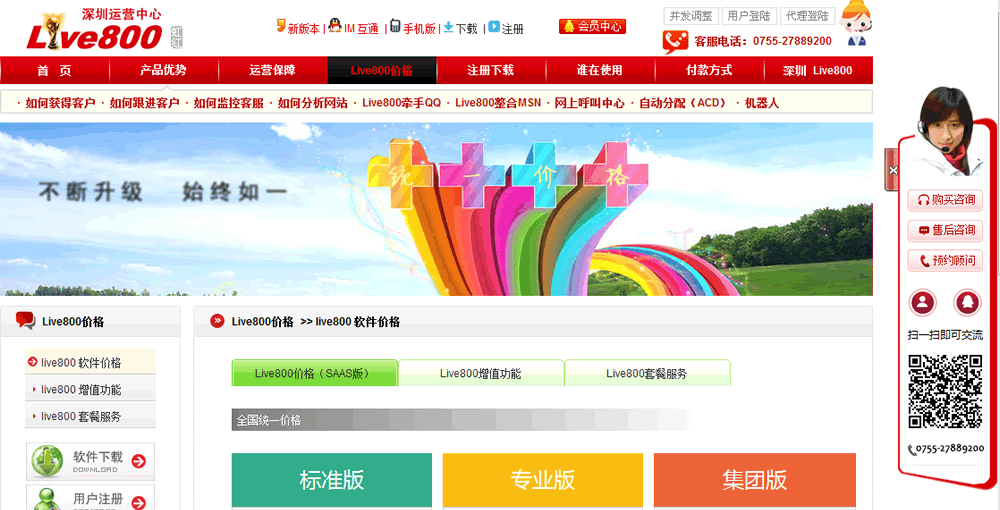 深圳运营中心
Live800
新版本 | IM 互通 | 手机版 | 下载 | 注册
会员中心
并发调整 用户登陆 代理登陆
客服电话：0755-27889200
首 页 产品优势 运营保障 Live800价格 注册下载 谁在使用 付款方式 深圳 Live800
· 如何获得客户 · 如何跟进客户 · 如何监控客服 · 如何分析网站 · Live800牵手QQ · Live800整合MSN · 网上呼叫中心 · 自动分配（ACD） · 机器人
不断升级 始终如一
统一价格
Live800价格
live800 软件价格
live800 增值功能
live800 套餐服务
软件下载
DOWNLOAD
用户注册
Live800价格 >> live800 软件价格
Live800价格（SAAS版） Live800增值功能 Live800套餐服务
全国统一价格
标准版 专业版 集团版
购买咨询
售后咨询
预约顾问
扫一扫即可交流
0755-27889200